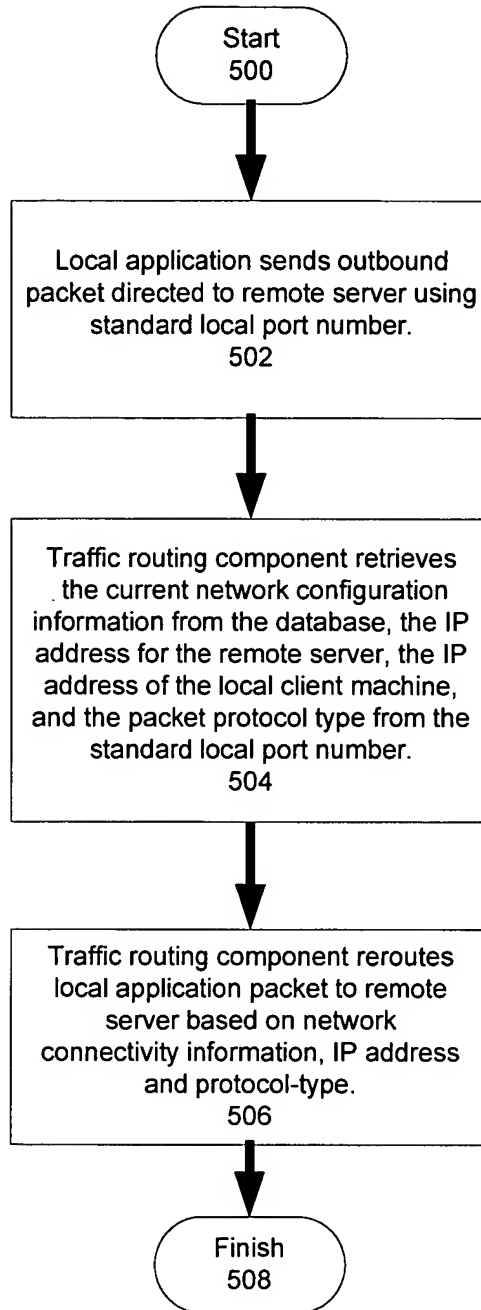 Start
500
Local application sends outbound
packet directed to remote server using
standard local port number.
502
Traffic routing component retrieves
the current network configuration
information from the database, the IP
address for the remote server, the IP
address of the local client machine,
and the packet protocol type from the
standard local port number.
504
Traffic routing component reroutes
local application packet to remote
server based on network
connectivity information, IP address
and protocol-type.
506
Finish
508